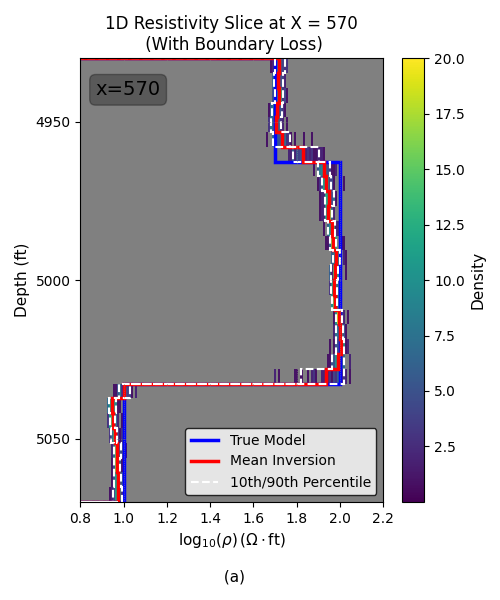 1D Resistivity Slice at X = 570
(With Boundary Loss)
x=570
Depth (ft)
4950
5000
5050
0.8 1.0 1.2 1.4 1.6 1.8 2.0 2.2
log₁₀(ρ) (Ω · ft)
True Model
Mean Inversion
10th/90th Percentile
20.0
17.5
15.0
12.5
10.0
7.5
5.0
2.5
Density
(a)